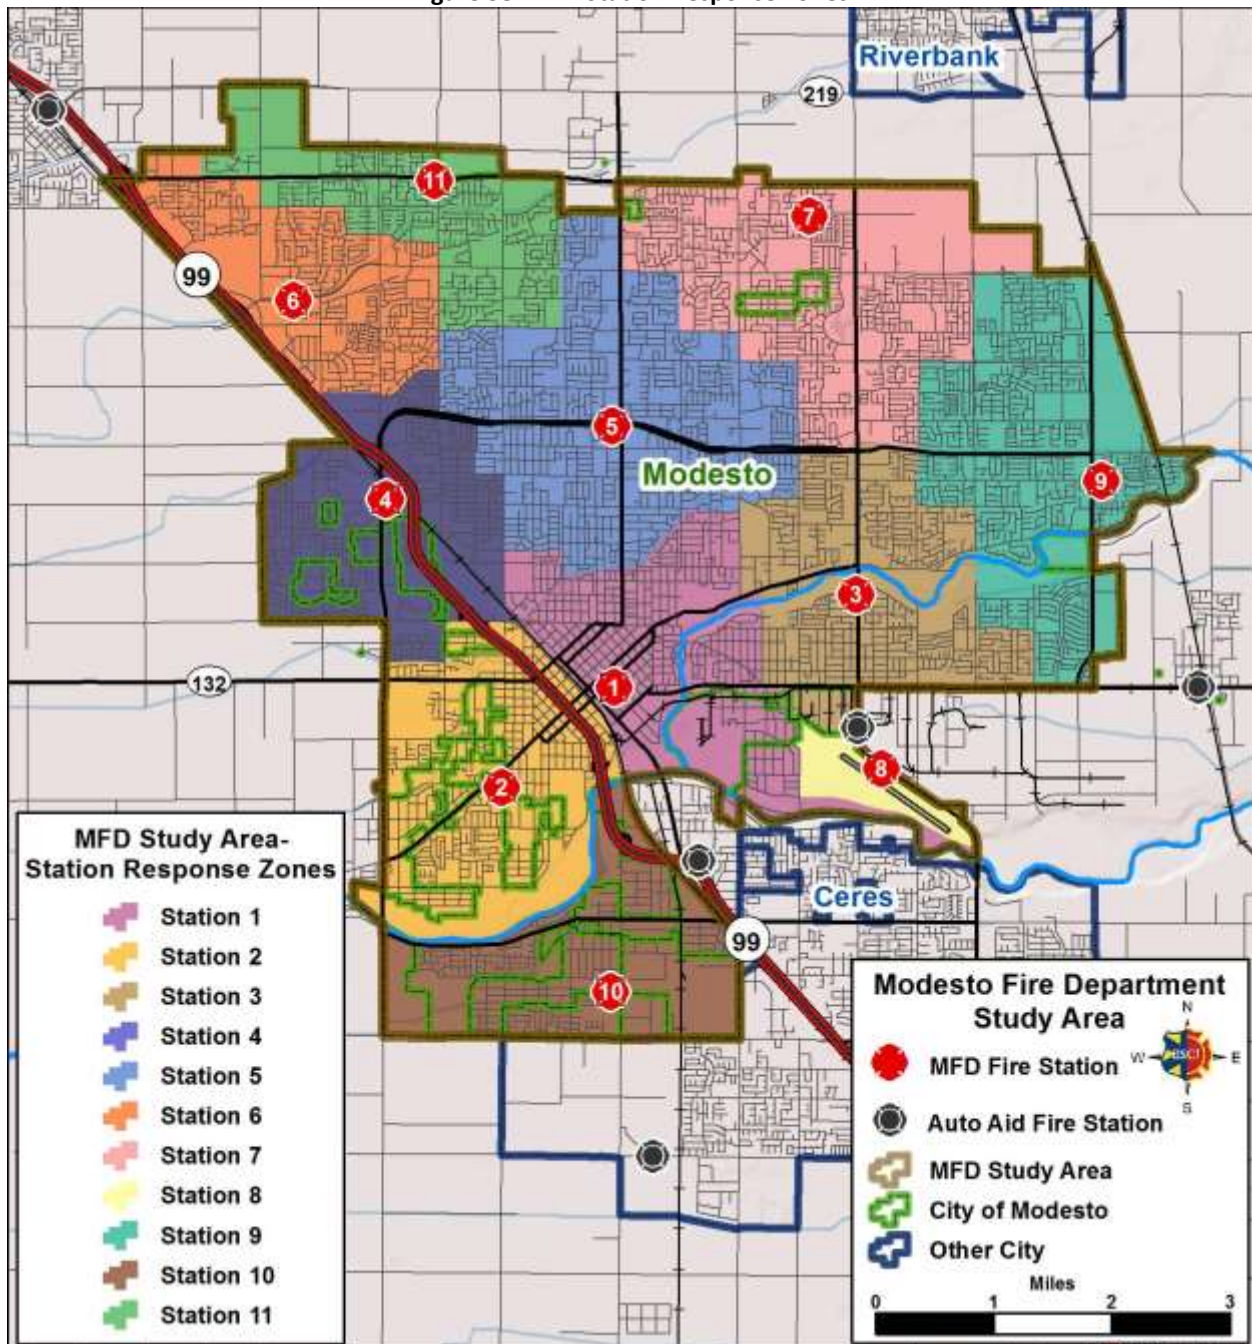 Riverbank
219
11
7
99
6
5
Modesto
4
9
3
132
1
8
2
MFD Study Area-
Station Response Zones
Station 1
Station 2
Station 3
Station 4
Station 5
Station 6
Station 7
Station 8
Station 9
Station 10
Station 11
Ceres
99
10
Modesto Fire Department
Study Area
N
W
E
S
MFD Fire Station
Auto Aid Fire Station
MFD Study Area
City of Modesto
Other City
Miles
0 1 2 3